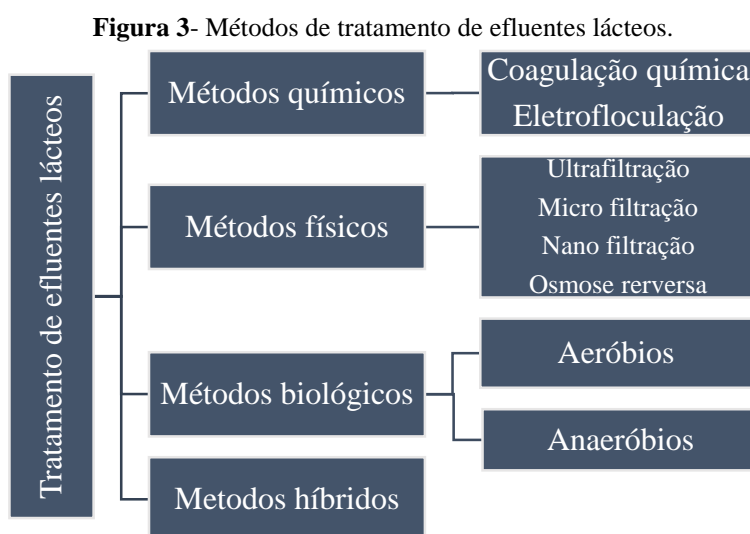 Figura 3- Métodos de tratamento de efluentes lácteos.
Tratamento de efluentes lácteos
Métodos químicos
Coagulação química
Eletrofloculação
Métodos físicos
Ultrafiltração
Micro filtração
Nano filtração
Osmose rerversa
Métodos biológicos
Aeróbios
Anaeróbios
Metodos híbridos